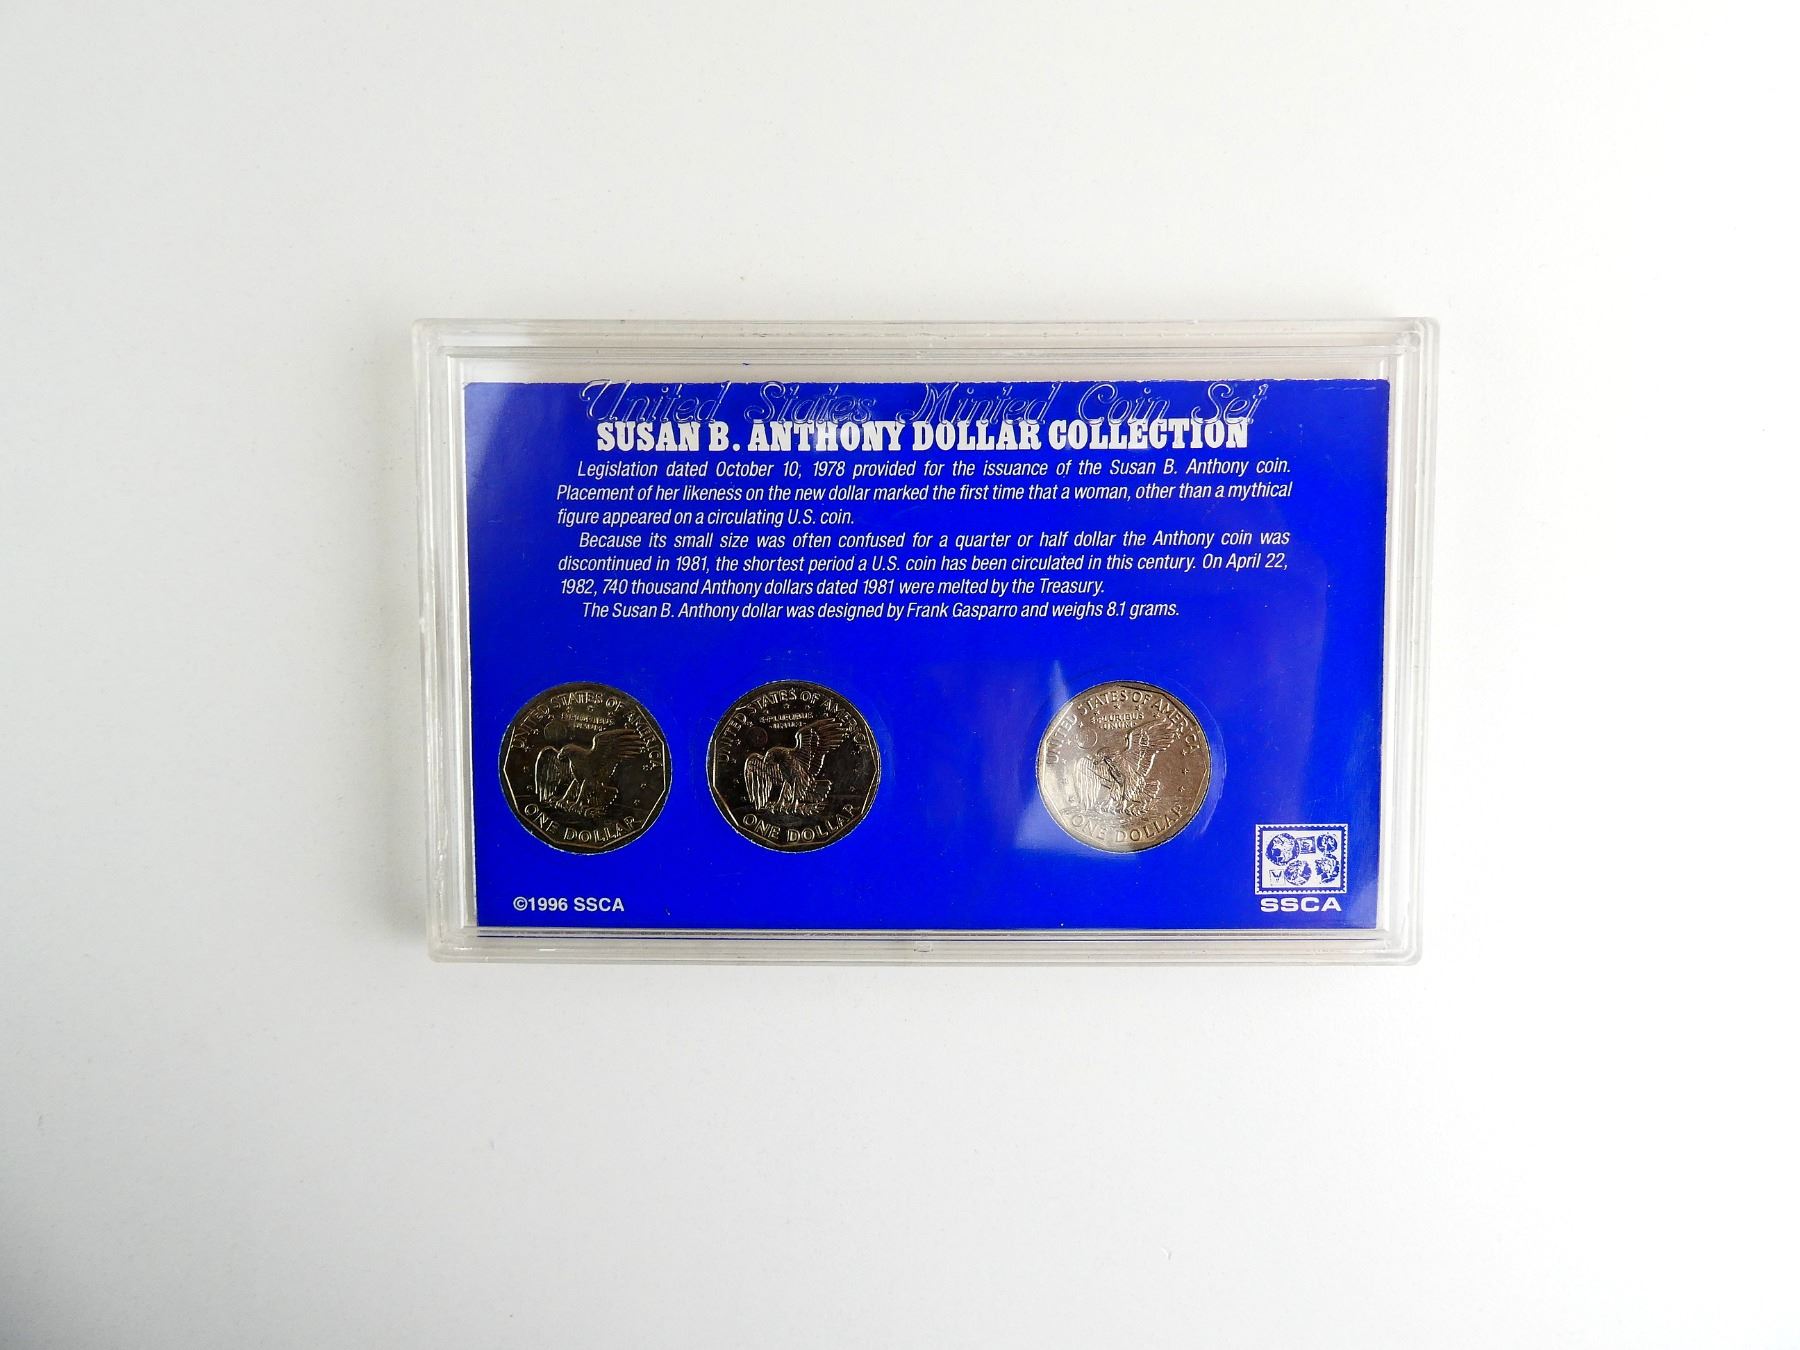 United States Minted Coin Set
SUSAN B. ANTHONY DOLLAR COLLECTION
Legislation dated October 10, 1978 provided for the issuance of the Susan B. Anthony coin.
Placement of her likeness on the new dollar marked the first time that a woman, other than a mythical
figure appeared on a circulating U.S. coin.
Because its small size was often confused for a quarter or half dollar the Anthony coin was
discontinued in 1981, the shortest period a U.S. coin has been circulated in this century. On April 22,
1982, 740 thousand Anthony dollars dated 1981 were melted by the Treasury.
The Susan B. Anthony dollar was designed by Frank Gasparro and weighs 8.1 grams.
UNITED STATES OF AMERICA
E PLURIBUS
UNUM
ONE DOLLAR
UNITED STATES OF AMERICA
E PLURIBUS
UNUM
ONE DOLLAR
UNITED STATES OF AMERICA
E PLURIBUS
UNUM
ONE DOLLAR
©1996 SSCA
SSCA